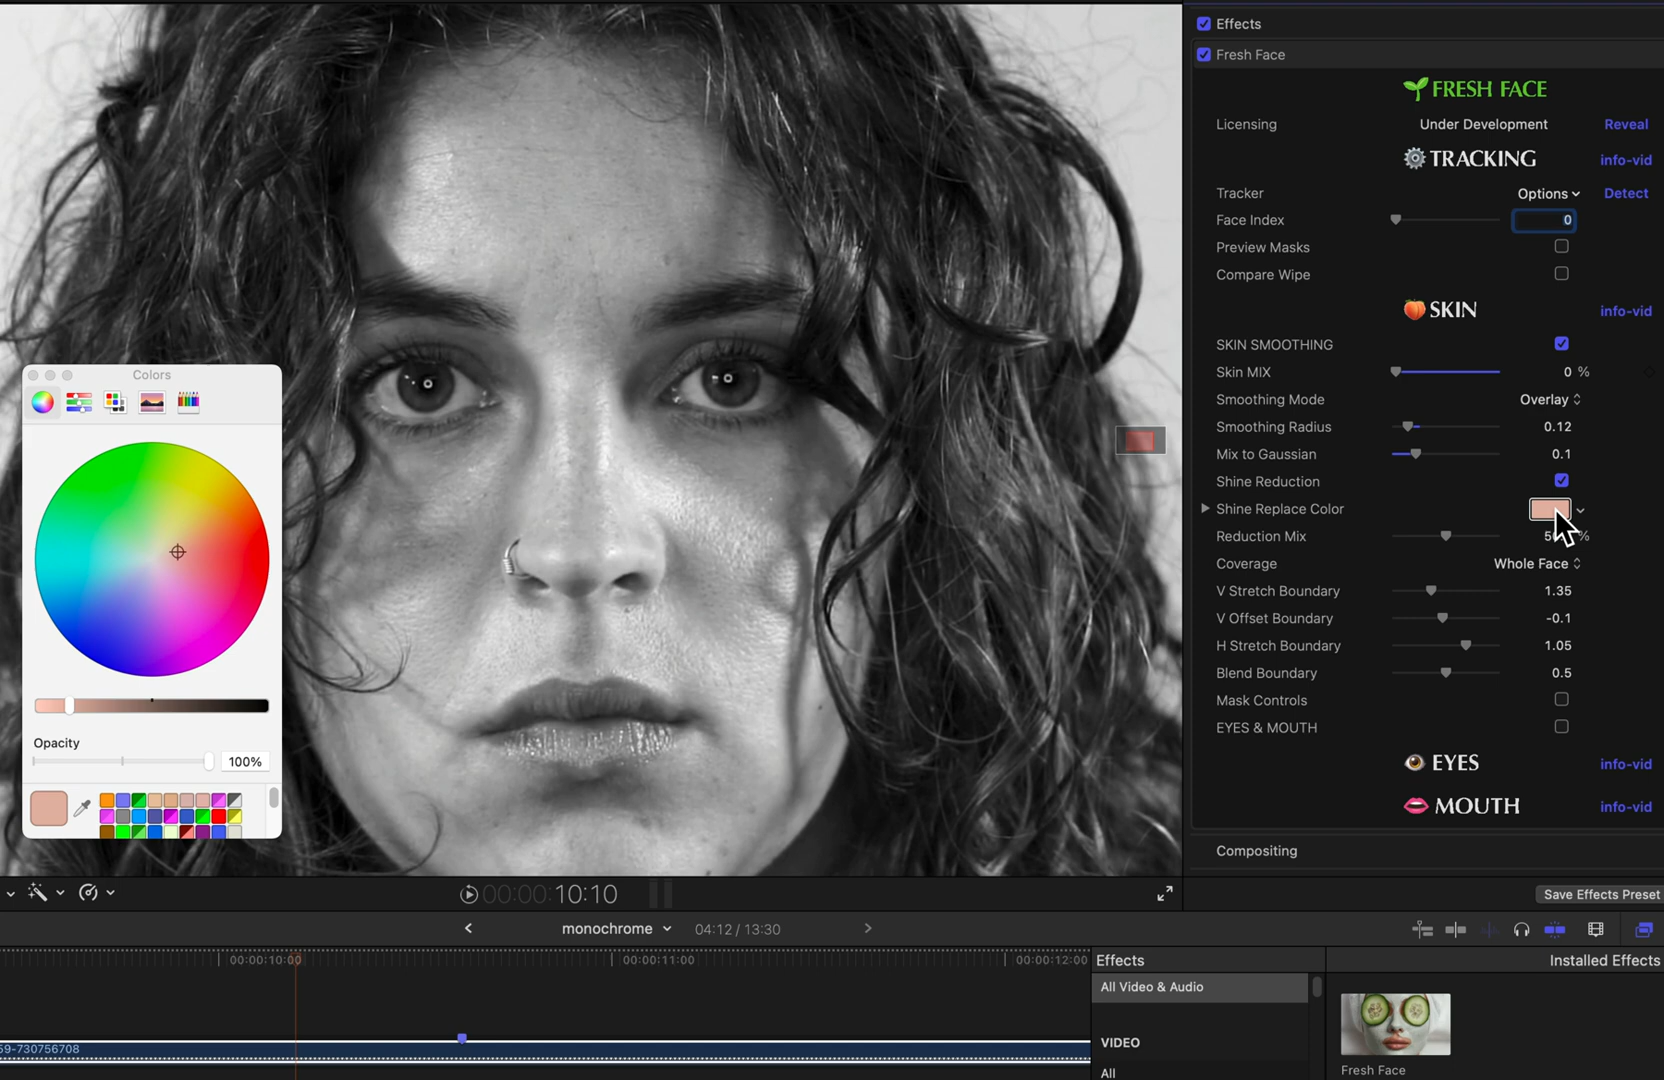 Effects
Fresh Face
FRESH FACE
Licensing Under Development Reveal
TRACKING info-vid
Tracker Options Detect
Face Index 0
Preview Masks
Compare Wipe
SKIN info-vid
SKIN SMOOTHING
Skin MIX 0 %
Smoothing Mode Overlay
Smoothing Radius 0.12
Mix to Gaussian 0.1
Shine Reduction
Shine Replace Color
Reduction Mix %
Coverage Whole Face
V Stretch Boundary 1.35
V Offset Boundary -0.1
H Stretch Boundary 1.05
Blend Boundary 0.5
Mask Controls
EYES & MOUTH
EYES info-vid
MOUTH info-vid
Compositing
Save Effects Preset
Colors
Opacity
100%
00:00:10:10
monochrome 04:12 / 13:30
00:00:10:00 00:00:11:00 00:00:12:00
59-730756708
Effects
All Video & Audio
VIDEO
All
Installed Effects
Fresh Face